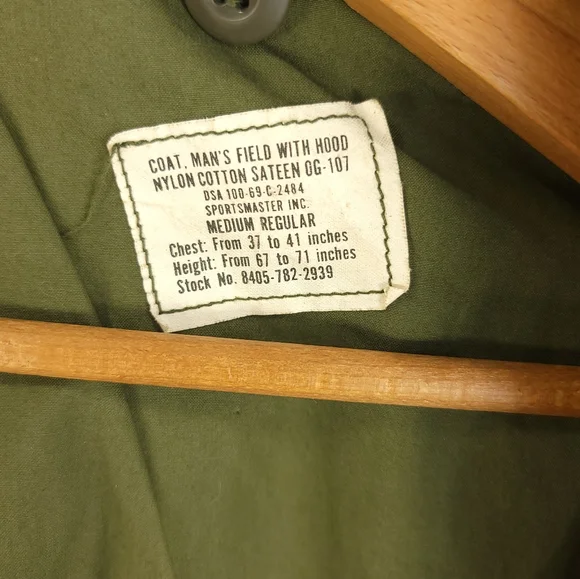 COAT, MAN'S FIELD WITH HOOD
NYLON COTTON SATEEN OG-107
DSA 100-69-C-2484
SPORTSMASTER INC.
MEDIUM REGULAR
Chest: From 37 to 41 inches
Height: From 67 to 71 inches
Stock No. 8405-782-2939